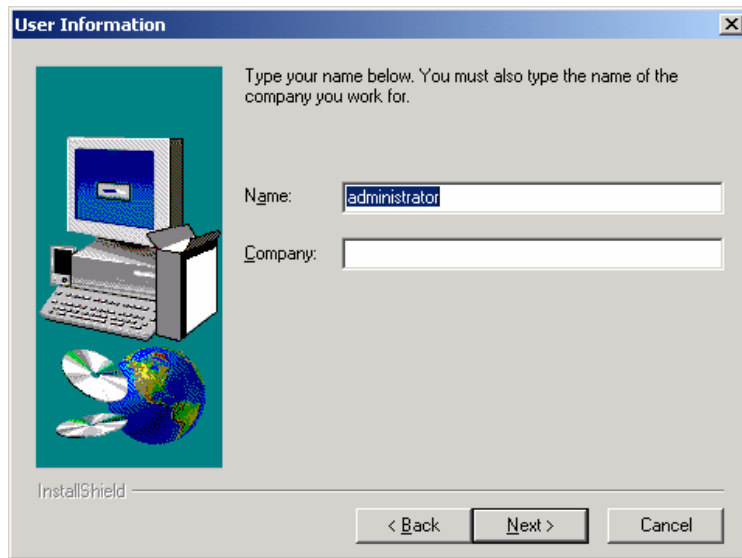 User Information
Type your name below. You must also type the name of the
company you work for.
Name:
administrator
Company:
InstallShield
< Back
Next >
Cancel